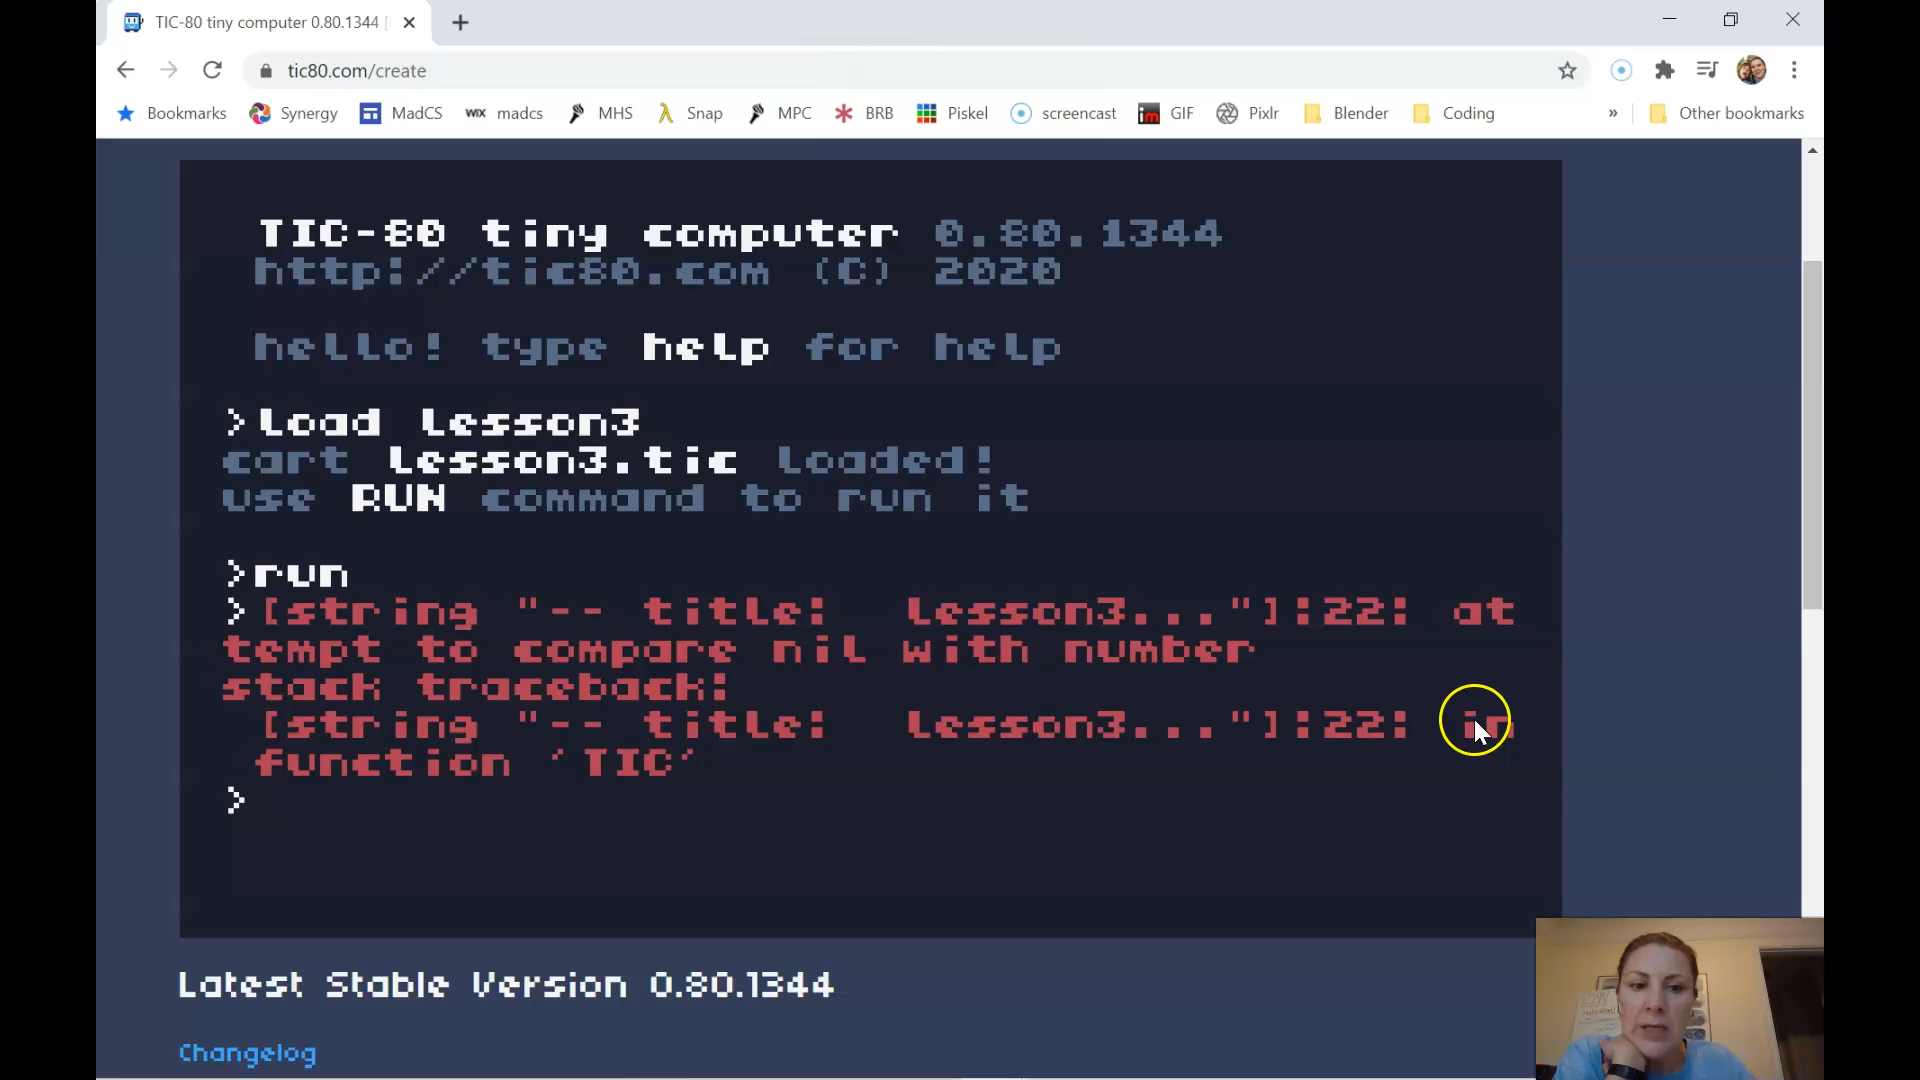 TIC-80 tiny computer 0.80.1344 [
tic80.com/create
Bookmarks Synergy MadCS WIX madcs MHS Snap MPC BRB Piskel screencast im GIF Pixlr Blender Coding » Other bookmarks
TIC-80 tiny computer 0.80.1344
http://tic80.com (C) 2020
hello! type help for help
>load Lesson3
cart Lesson3.tic loaded!
use RUN command to run it
>run
>[string "-- title:  Lesson3..."]:22: at
tempt to compare nil with number
stack traceback:
[string "-- title:  Lesson3..."]:22: in
function 'TIC'
>
Latest Stable Version 0.80.1344
Changelog